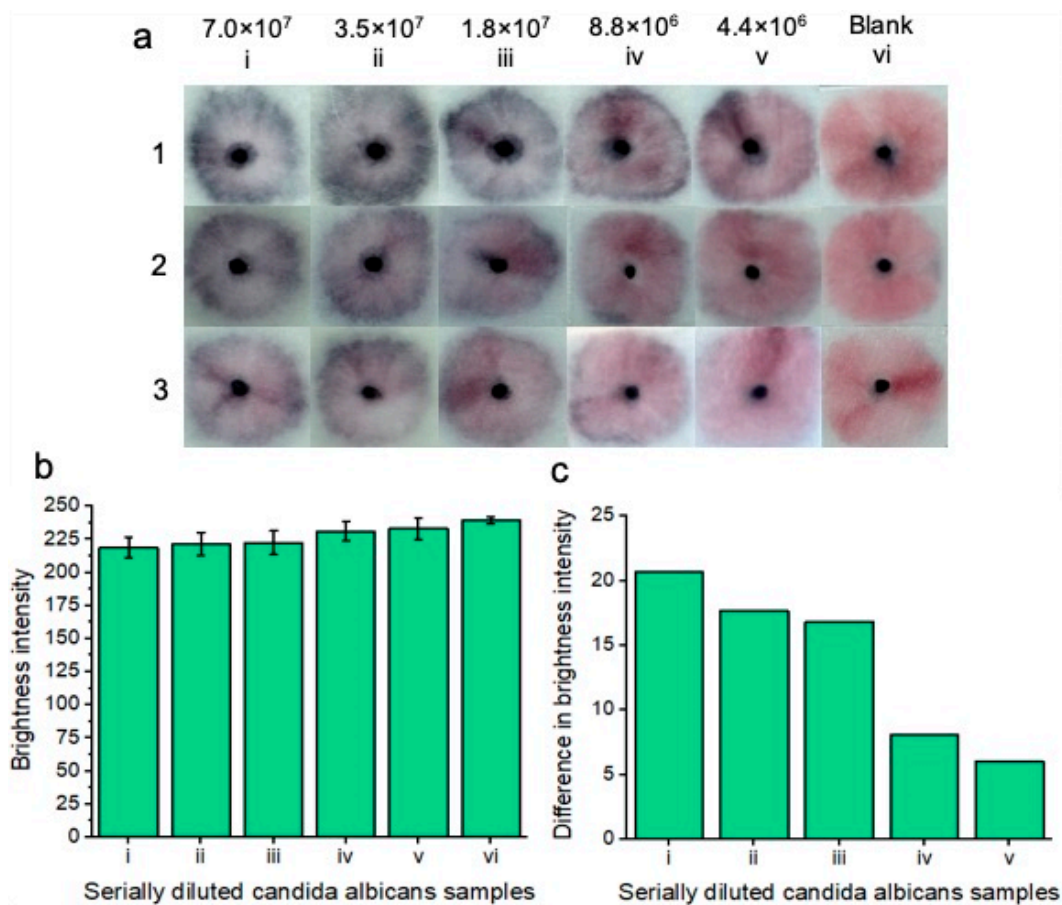 a
7.0×10⁷ 3.5×10⁷ 1.8×10⁷ 8.8×10⁶ 4.4×10⁶ Blank
i ii iii iv v vi
1
2
3
b
Brightness intensity
250
225
200
175
150
125
100
75
50
25
0
i ii iii iv v vi
Serially diluted candida albicans samples
c
Difference in brightness intensity
25
20
15
10
5
0
i ii iii iv v
Serially diluted candida albicans samples